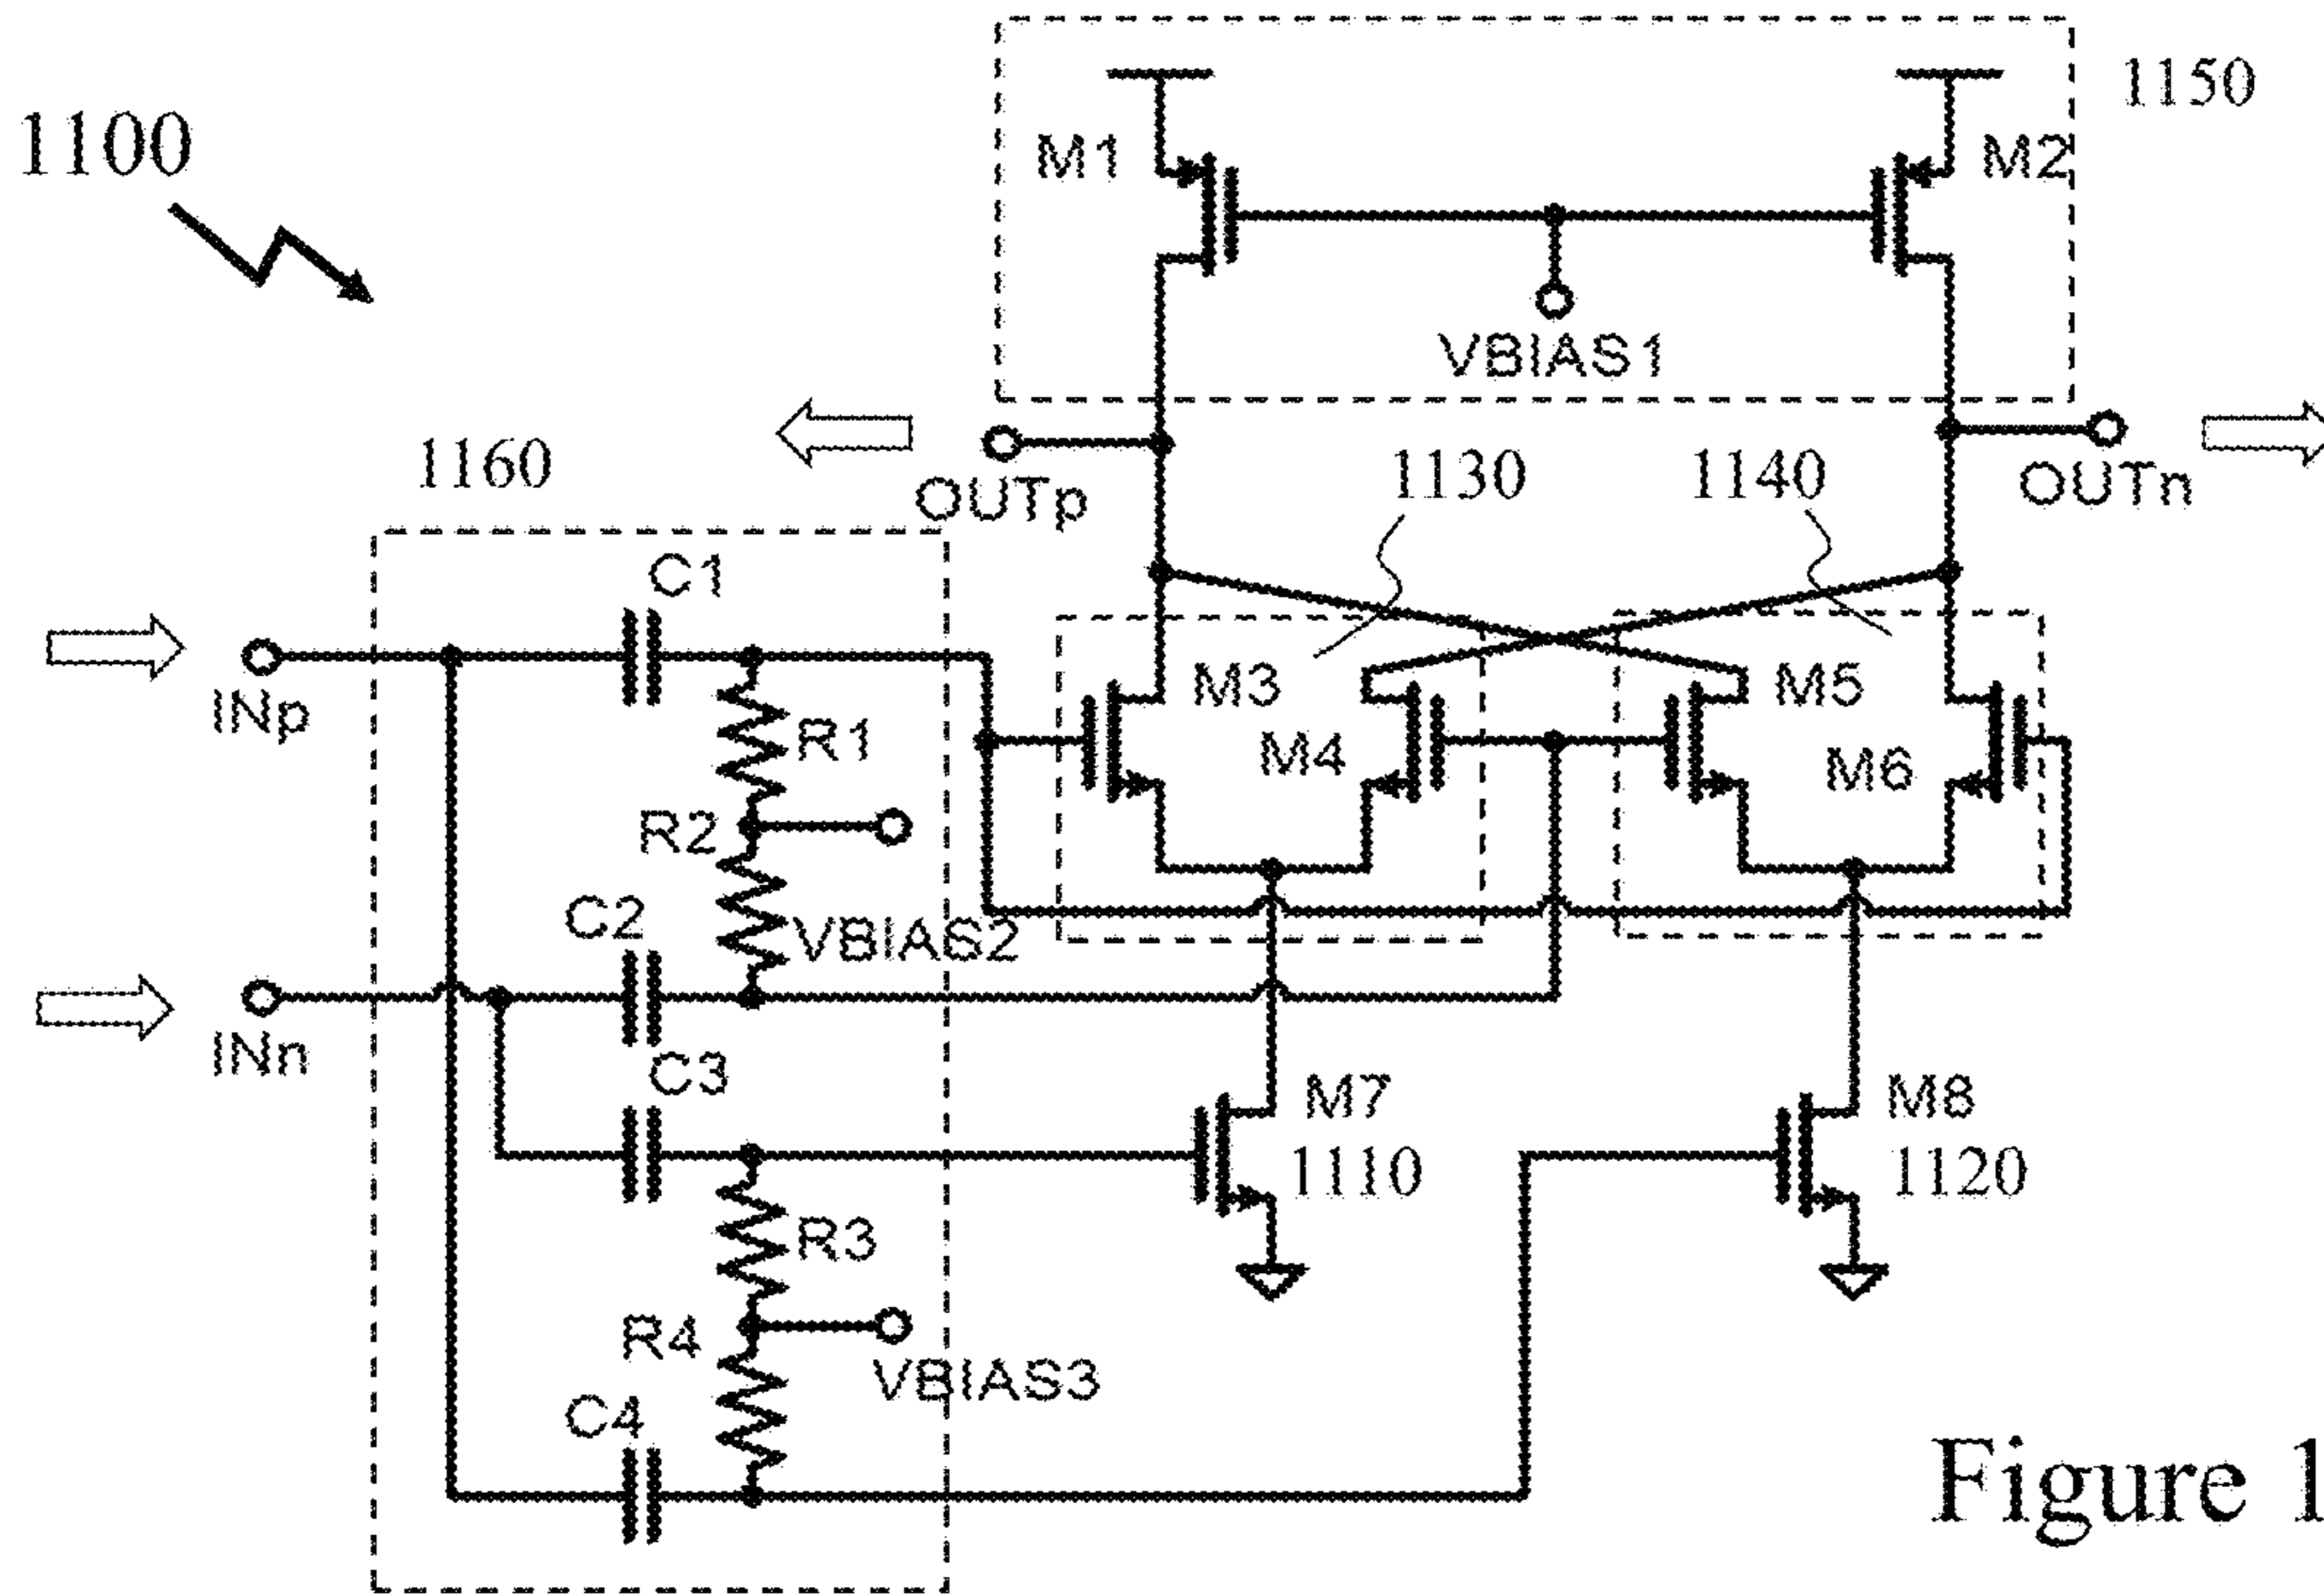 1100
1150
M1
M2
VBIAS1
1160
OUTp
1130
1140
OUTn
C1
INp
R1
M3
M4
M5
M6
R2
C2
VBIAS2
INn
C3
M7
1110
M8
1120
R3
R4
VBIAS3
C4
Figure 1